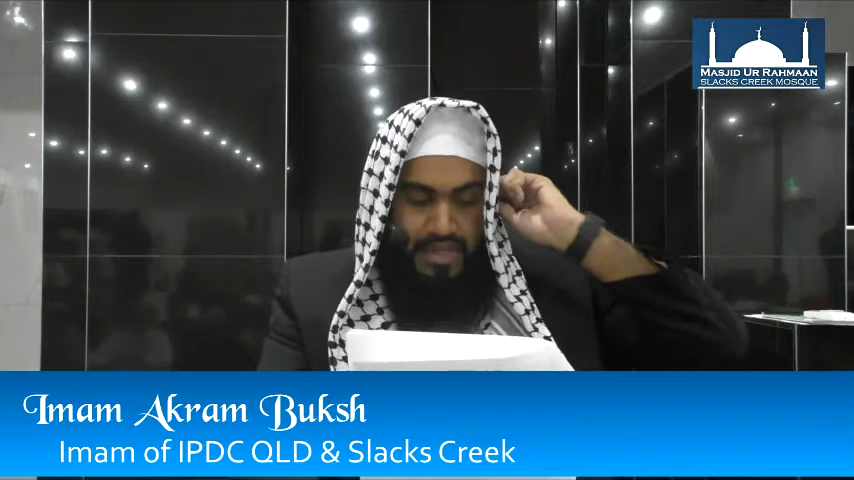 MASJID UR RAHMAAN
SLACKS CREEK MOSQUE
Imam Akram Buksh
Imam of IPDC QLD & Slacks Creek